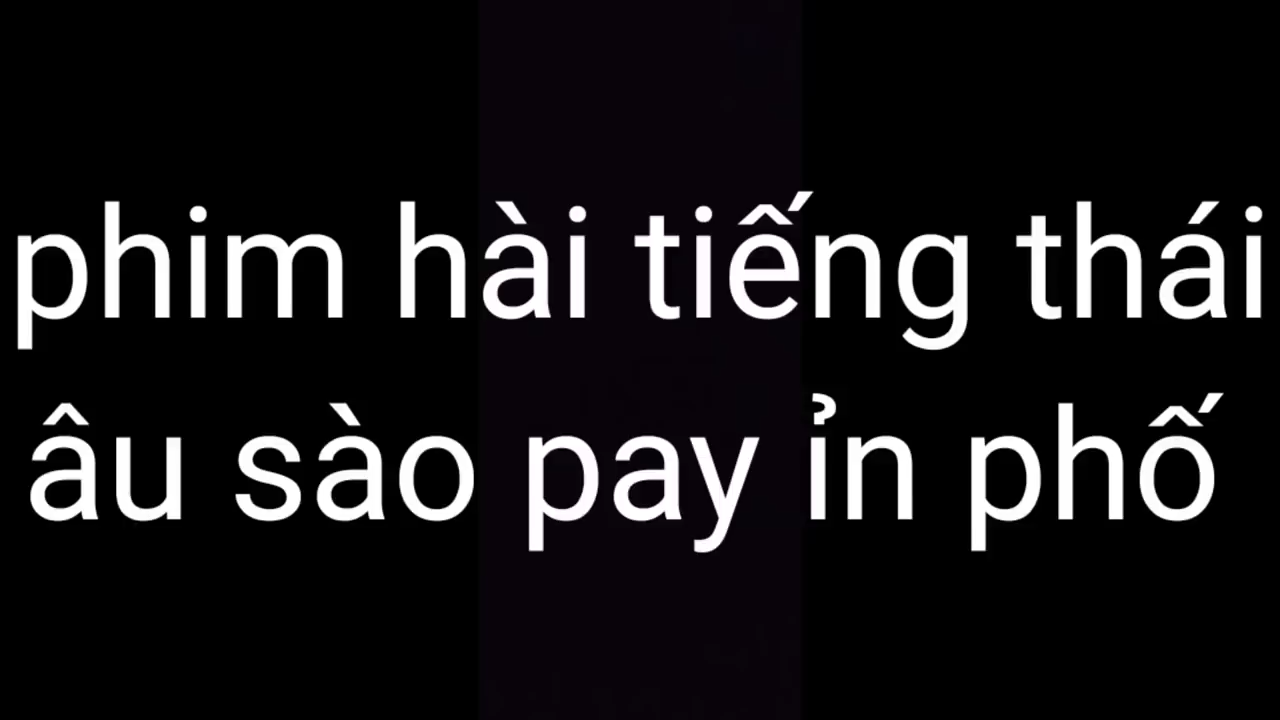 phim hài tiếng thái
âu sào pay ỉn phố